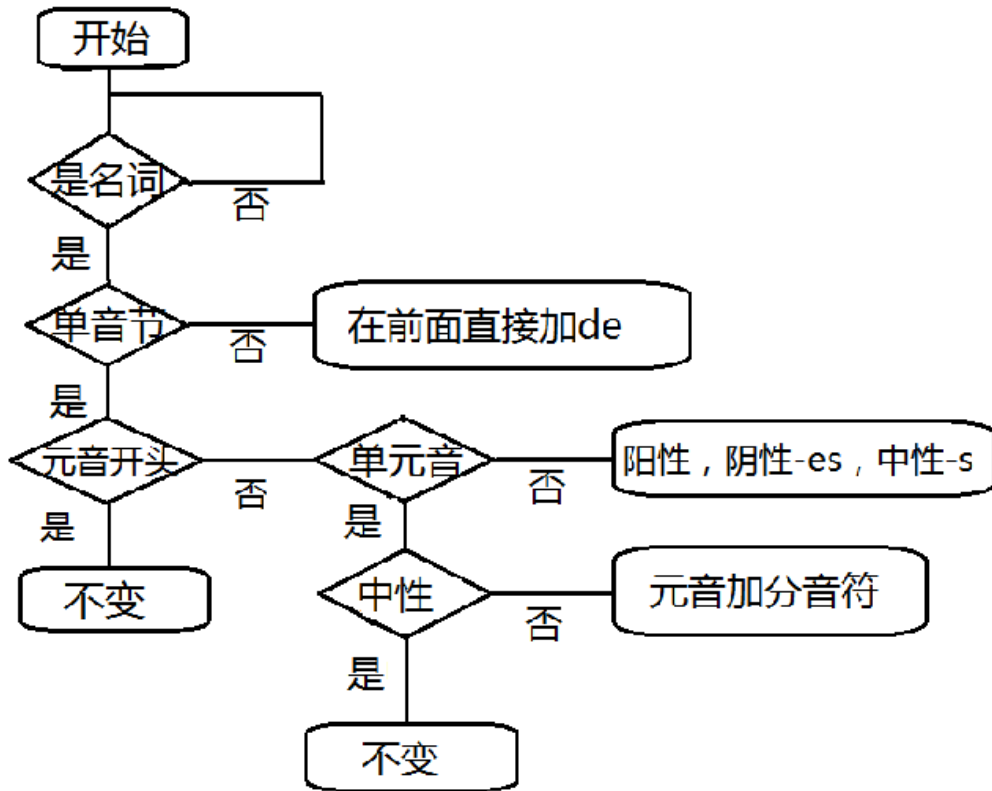 开始
是名词
否
是
单音节
否
在前面直接加de
是
元音开头
否
单元音
否
阳性，阴性-es，中性-s
是
不变
是
中性
否
元音加分音符
是
不变